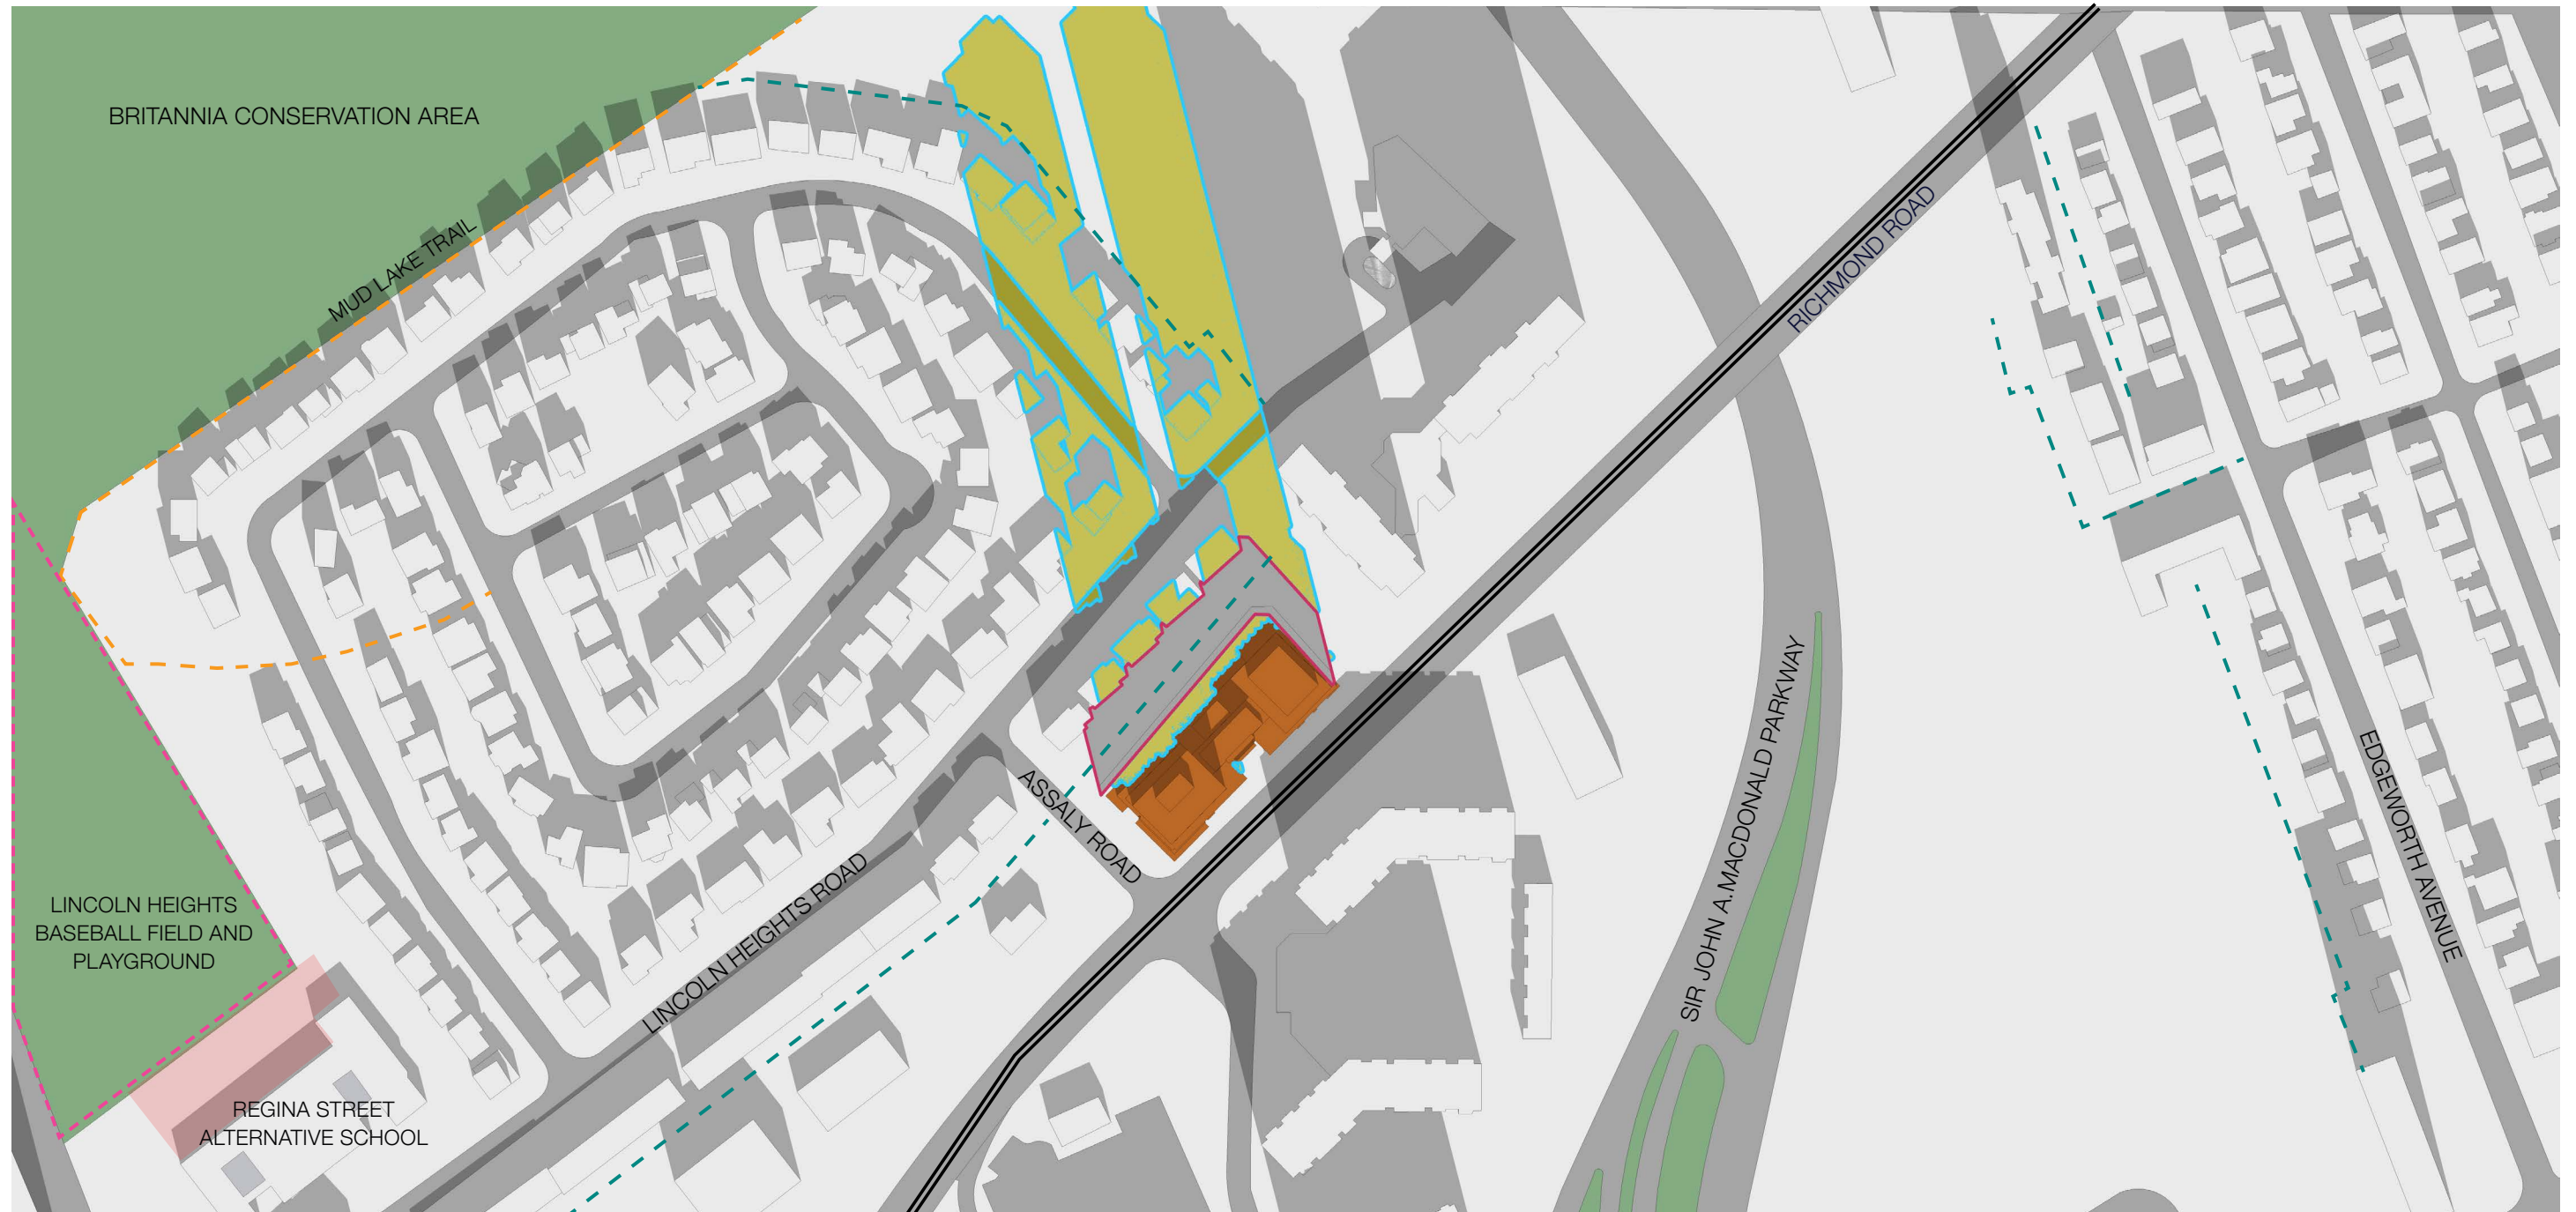 BRITANNIA CONSERVATION AREA
MUD LAKE TRAIL
RICHMOND ROAD
SIR JOHN A.MACDONALD PARKWAY
EDGEWORTH AVENUE
ASSALY ROAD
LINCOLN HEIGHTS ROAD
LINCOLN HEIGHTS
BASEBALL FIELD AND
PLAYGROUND
REGINA STREET
ALTERNATIVE SCHOOL